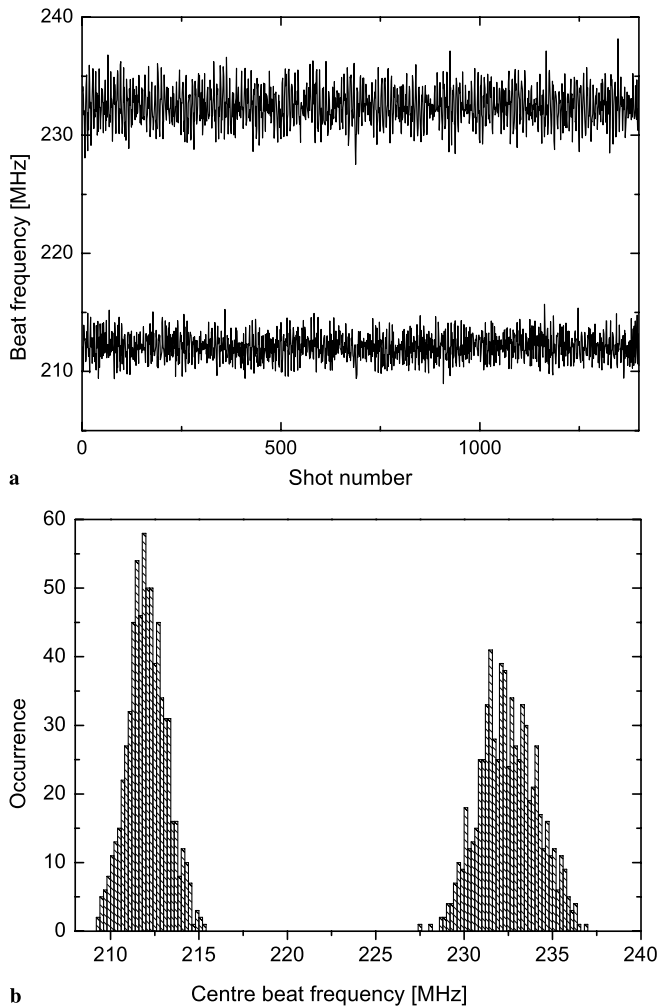 240
230
220
210
Beat frequency [MHz]
0 500 1000
Shot number
a
60
50
40
30
20
10
0
Occurrence
210 215 220 225 230 235 240
Centre beat frequency [MHz]
b